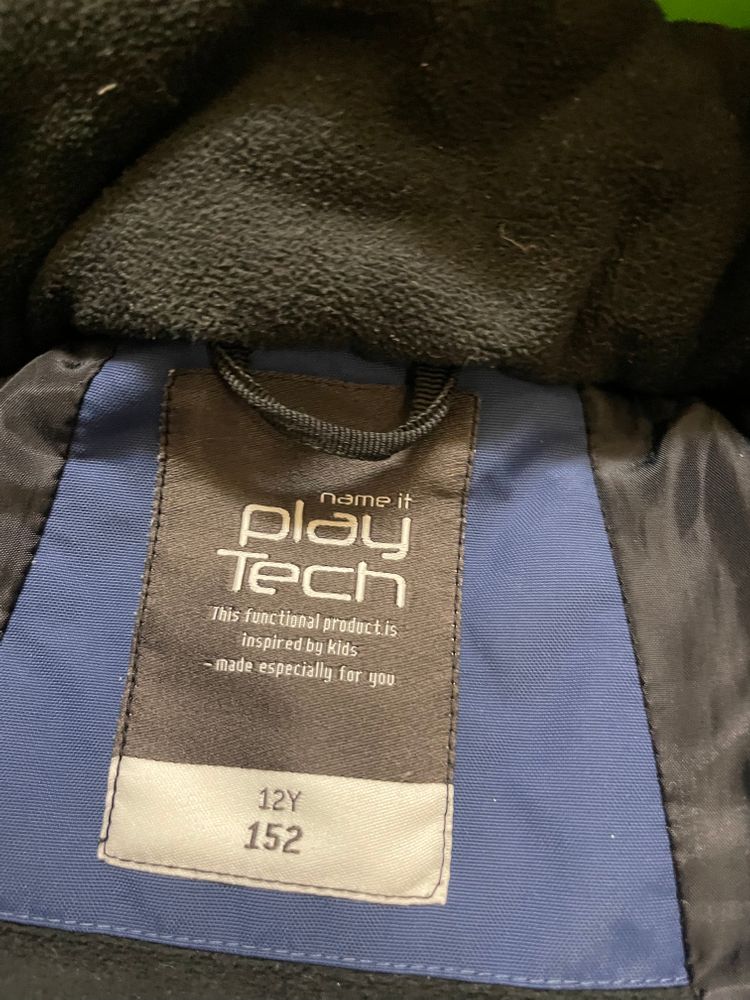 name it
play
Tech
This functional product is
inspired by kids
- made especially for you
12Y
152